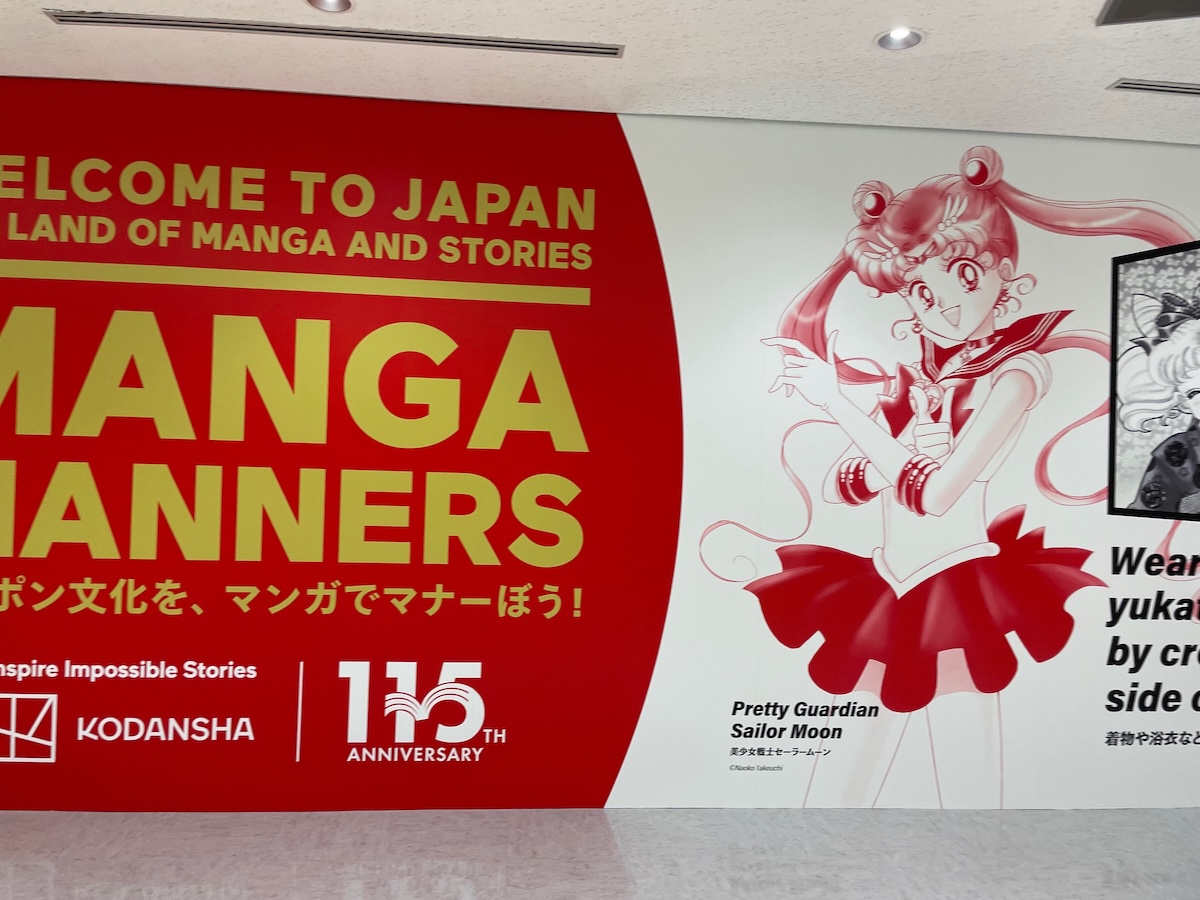 ELCOME TO JAPAN
LAND OF MANGA AND STORIES
MANGA
ANNERS
ポン文化を、マンガでマナーぼう!
nspire Impossible Stories
KODANSHA
115TH
ANNIVERSARY
Pretty Guardian
Sailor Moon
美少女戦士セーラームーン
©Naoko Takeuchi
Wear
yuka
by cr
side
着物や浴衣など